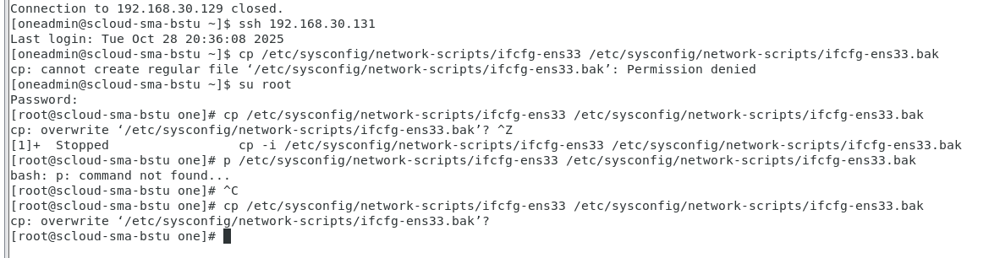 Connection to 192.168.30.129 closed.
[oneadmin@scloud-sma-bstu ~]$ ssh 192.168.30.131
Last login: Tue Oct 28 20:36:08 2025
[oneadmin@scloud-sma-bstu ~]$ cp /etc/sysconfig/network-scripts/ifcfg-ens33 /etc/sysconfig/network-scripts/ifcfg-ens33.bak
cp: cannot create regular file ‘/etc/sysconfig/network-scripts/ifcfg-ens33.bak’: Permission denied
[oneadmin@scloud-sma-bstu ~]$ su root
Password:
[root@scloud-sma-bstu one]# cp /etc/sysconfig/network-scripts/ifcfg-ens33 /etc/sysconfig/network-scripts/ifcfg-ens33.bak
cp: overwrite ‘/etc/sysconfig/network-scripts/ifcfg-ens33.bak’? ^Z
[1]+  Stopped                 cp -i /etc/sysconfig/network-scripts/ifcfg-ens33 /etc/sysconfig/network-scripts/ifcfg-ens33.bak
[root@scloud-sma-bstu one]# p /etc/sysconfig/network-scripts/ifcfg-ens33 /etc/sysconfig/network-scripts/ifcfg-ens33.bak
bash: p: command not found...
[root@scloud-sma-bstu one]# ^C
[root@scloud-sma-bstu one]# cp /etc/sysconfig/network-scripts/ifcfg-ens33 /etc/sysconfig/network-scripts/ifcfg-ens33.bak
cp: overwrite ‘/etc/sysconfig/network-scripts/ifcfg-ens33.bak’?
[root@scloud-sma-bstu one]#